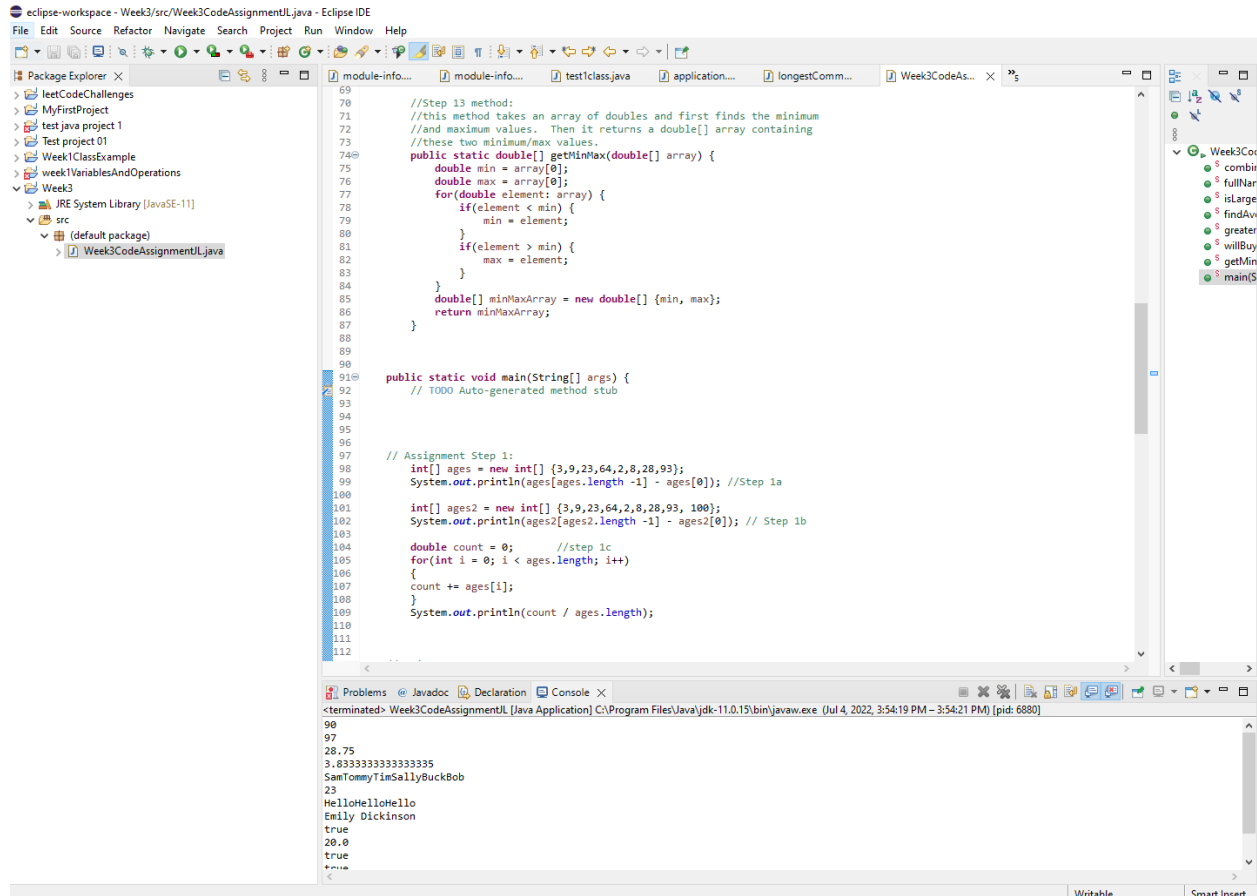 eclipse-workspace - Week3/src/Week3CodeAssignmentJL.java - Eclipse IDE
File Edit Source Refactor Navigate Search Project Run Window Help
Package Explorer
leetCodeChallenges
MyFirstProject
test java project 1
Test project 01
Week1ClassExample
week1VariablesAndOperations
Week3
JRE System Library [JavaSE-11]
src
(default package)
Week3CodeAssignmentJL.java
module-info.... module-info.... test1class.java application.... longestComm... Week3CodeAs... »5
69
70 //Step 13 method:
71 //this method takes an array of doubles and first finds the minimum
72 //and maximum values.  Then it returns a double[] array containing
73 //these two minimum/max values.
74 public static double[] getMinMax(double[] array) {
75 double min = array[0];
76 double max = array[0];
77 for(double element: array) {
78 if(element < min) {
79 min = element;
80 }
81 if(element > min) {
82 max = element;
83 }
84 }
85 double[] minMaxArray = new double[] {min, max};
86 return minMaxArray;
87 }
88
89
90
91 public static void main(String[] args) {
92 // TODO Auto-generated method stub
93
94
95
96
97 // Assignment Step 1:
98 int[] ages = new int[] {3,9,23,64,2,8,28,93};
99 System.out.println(ages[ages.length -1] - ages[0]); //Step 1a
100
101 int[] ages2 = new int[] {3,9,23,64,2,8,28,93, 100};
102 System.out.println(ages2[ages2.length -1] - ages2[0]); // Step 1b
103
104 double count = 0; //step 1c
105 for(int i = 0; i < ages.length; i++)
106 {
107 count += ages[i];
108 }
109 System.out.println(count / ages.length);
110
111
112
Week3Cod
combin
fullNar
isLarge
findAve
greater
willBuy
getMin
main(S
Problems Javadoc Declaration Console
<terminated> Week3CodeAssignmentJL [Java Application] C:\Program Files\Java\jdk-11.0.15\bin\javaw.exe (Jul 4, 2022, 3:54:19 PM – 3:54:21 PM) [pid: 6880]
90
97
28.75
3.8333333333333335
SamTommyTimSallyBuckBob
23
HelloHelloHello
Emily Dickinson
true
20.0
true
true
Writable Smart Insert